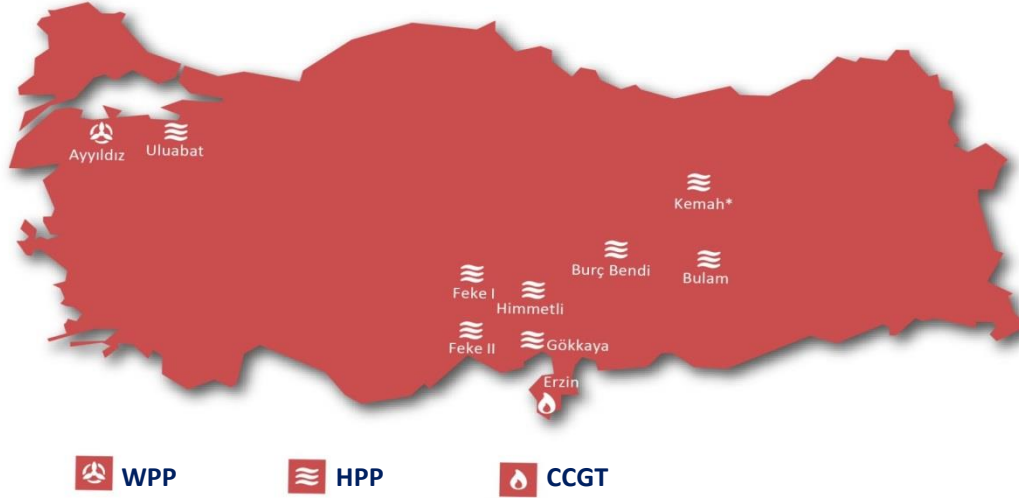 Ayyıldız
Uluabat
Kemah*
Burç Bendi
Bulam
Feke I
Himmetli
Feke II
Gökkaya
Erzin
WPP
HPP
CCGT